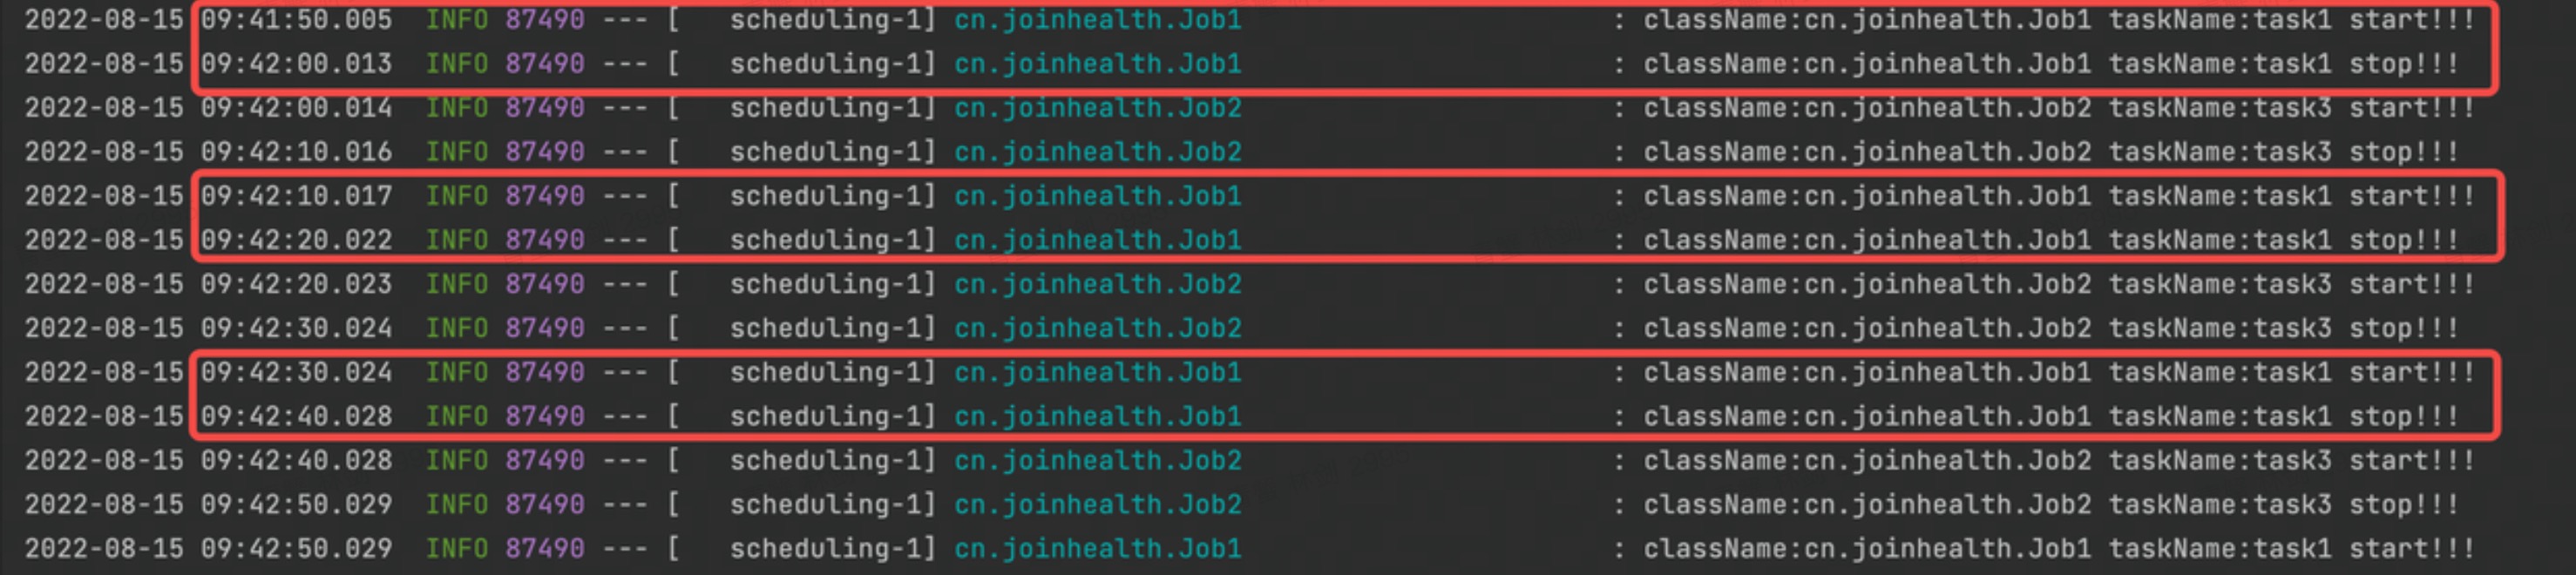 2022-08-15 09:41:50.005 INFO 87490 --- [ scheduling-1] cn.joinhealth.Job1 : className:cn.joinhealth.Job1 taskName:task1 start!!!
2022-08-15 09:42:00.013 INFO 87490 --- [ scheduling-1] cn.joinhealth.Job1 : className:cn.joinhealth.Job1 taskName:task1 stop!!!
2022-08-15 09:42:00.014 INFO 87490 --- [ scheduling-1] cn.joinhealth.Job2 : className:cn.joinhealth.Job2 taskName:task3 start!!!
2022-08-15 09:42:10.016 INFO 87490 --- [ scheduling-1] cn.joinhealth.Job2 : className:cn.joinhealth.Job2 taskName:task3 stop!!!
2022-08-15 09:42:10.017 INFO 87490 --- [ scheduling-1] cn.joinhealth.Job1 : className:cn.joinhealth.Job1 taskName:task1 start!!!
2022-08-15 09:42:20.022 INFO 87490 --- [ scheduling-1] cn.joinhealth.Job1 : className:cn.joinhealth.Job1 taskName:task1 stop!!!
2022-08-15 09:42:20.023 INFO 87490 --- [ scheduling-1] cn.joinhealth.Job2 : className:cn.joinhealth.Job2 taskName:task3 start!!!
2022-08-15 09:42:30.024 INFO 87490 --- [ scheduling-1] cn.joinhealth.Job2 : className:cn.joinhealth.Job2 taskName:task3 stop!!!
2022-08-15 09:42:30.024 INFO 87490 --- [ scheduling-1] cn.joinhealth.Job1 : className:cn.joinhealth.Job1 taskName:task1 start!!!
2022-08-15 09:42:40.028 INFO 87490 --- [ scheduling-1] cn.joinhealth.Job1 : className:cn.joinhealth.Job1 taskName:task1 stop!!!
2022-08-15 09:42:40.028 INFO 87490 --- [ scheduling-1] cn.joinhealth.Job2 : className:cn.joinhealth.Job2 taskName:task3 start!!!
2022-08-15 09:42:50.029 INFO 87490 --- [ scheduling-1] cn.joinhealth.Job2 : className:cn.joinhealth.Job2 taskName:task3 stop!!!
2022-08-15 09:42:50.029 INFO 87490 --- [ scheduling-1] cn.joinhealth.Job1 : className:cn.joinhealth.Job1 taskName:task1 start!!!